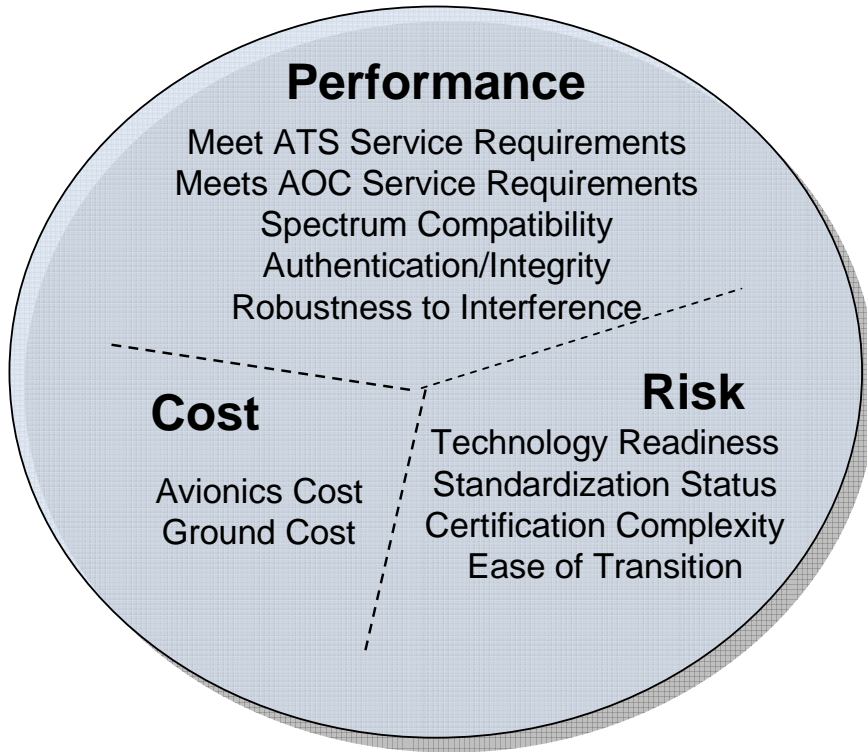 Performance
Meet ATS Service Requirements
Meets AOC Service Requirements
Spectrum Compatibility
Authentication/Integrity
Robustness to Interference
Cost
Avionics Cost
Ground Cost
Risk
Technology Readiness
Standardization Status
Certification Complexity
Ease of Transition